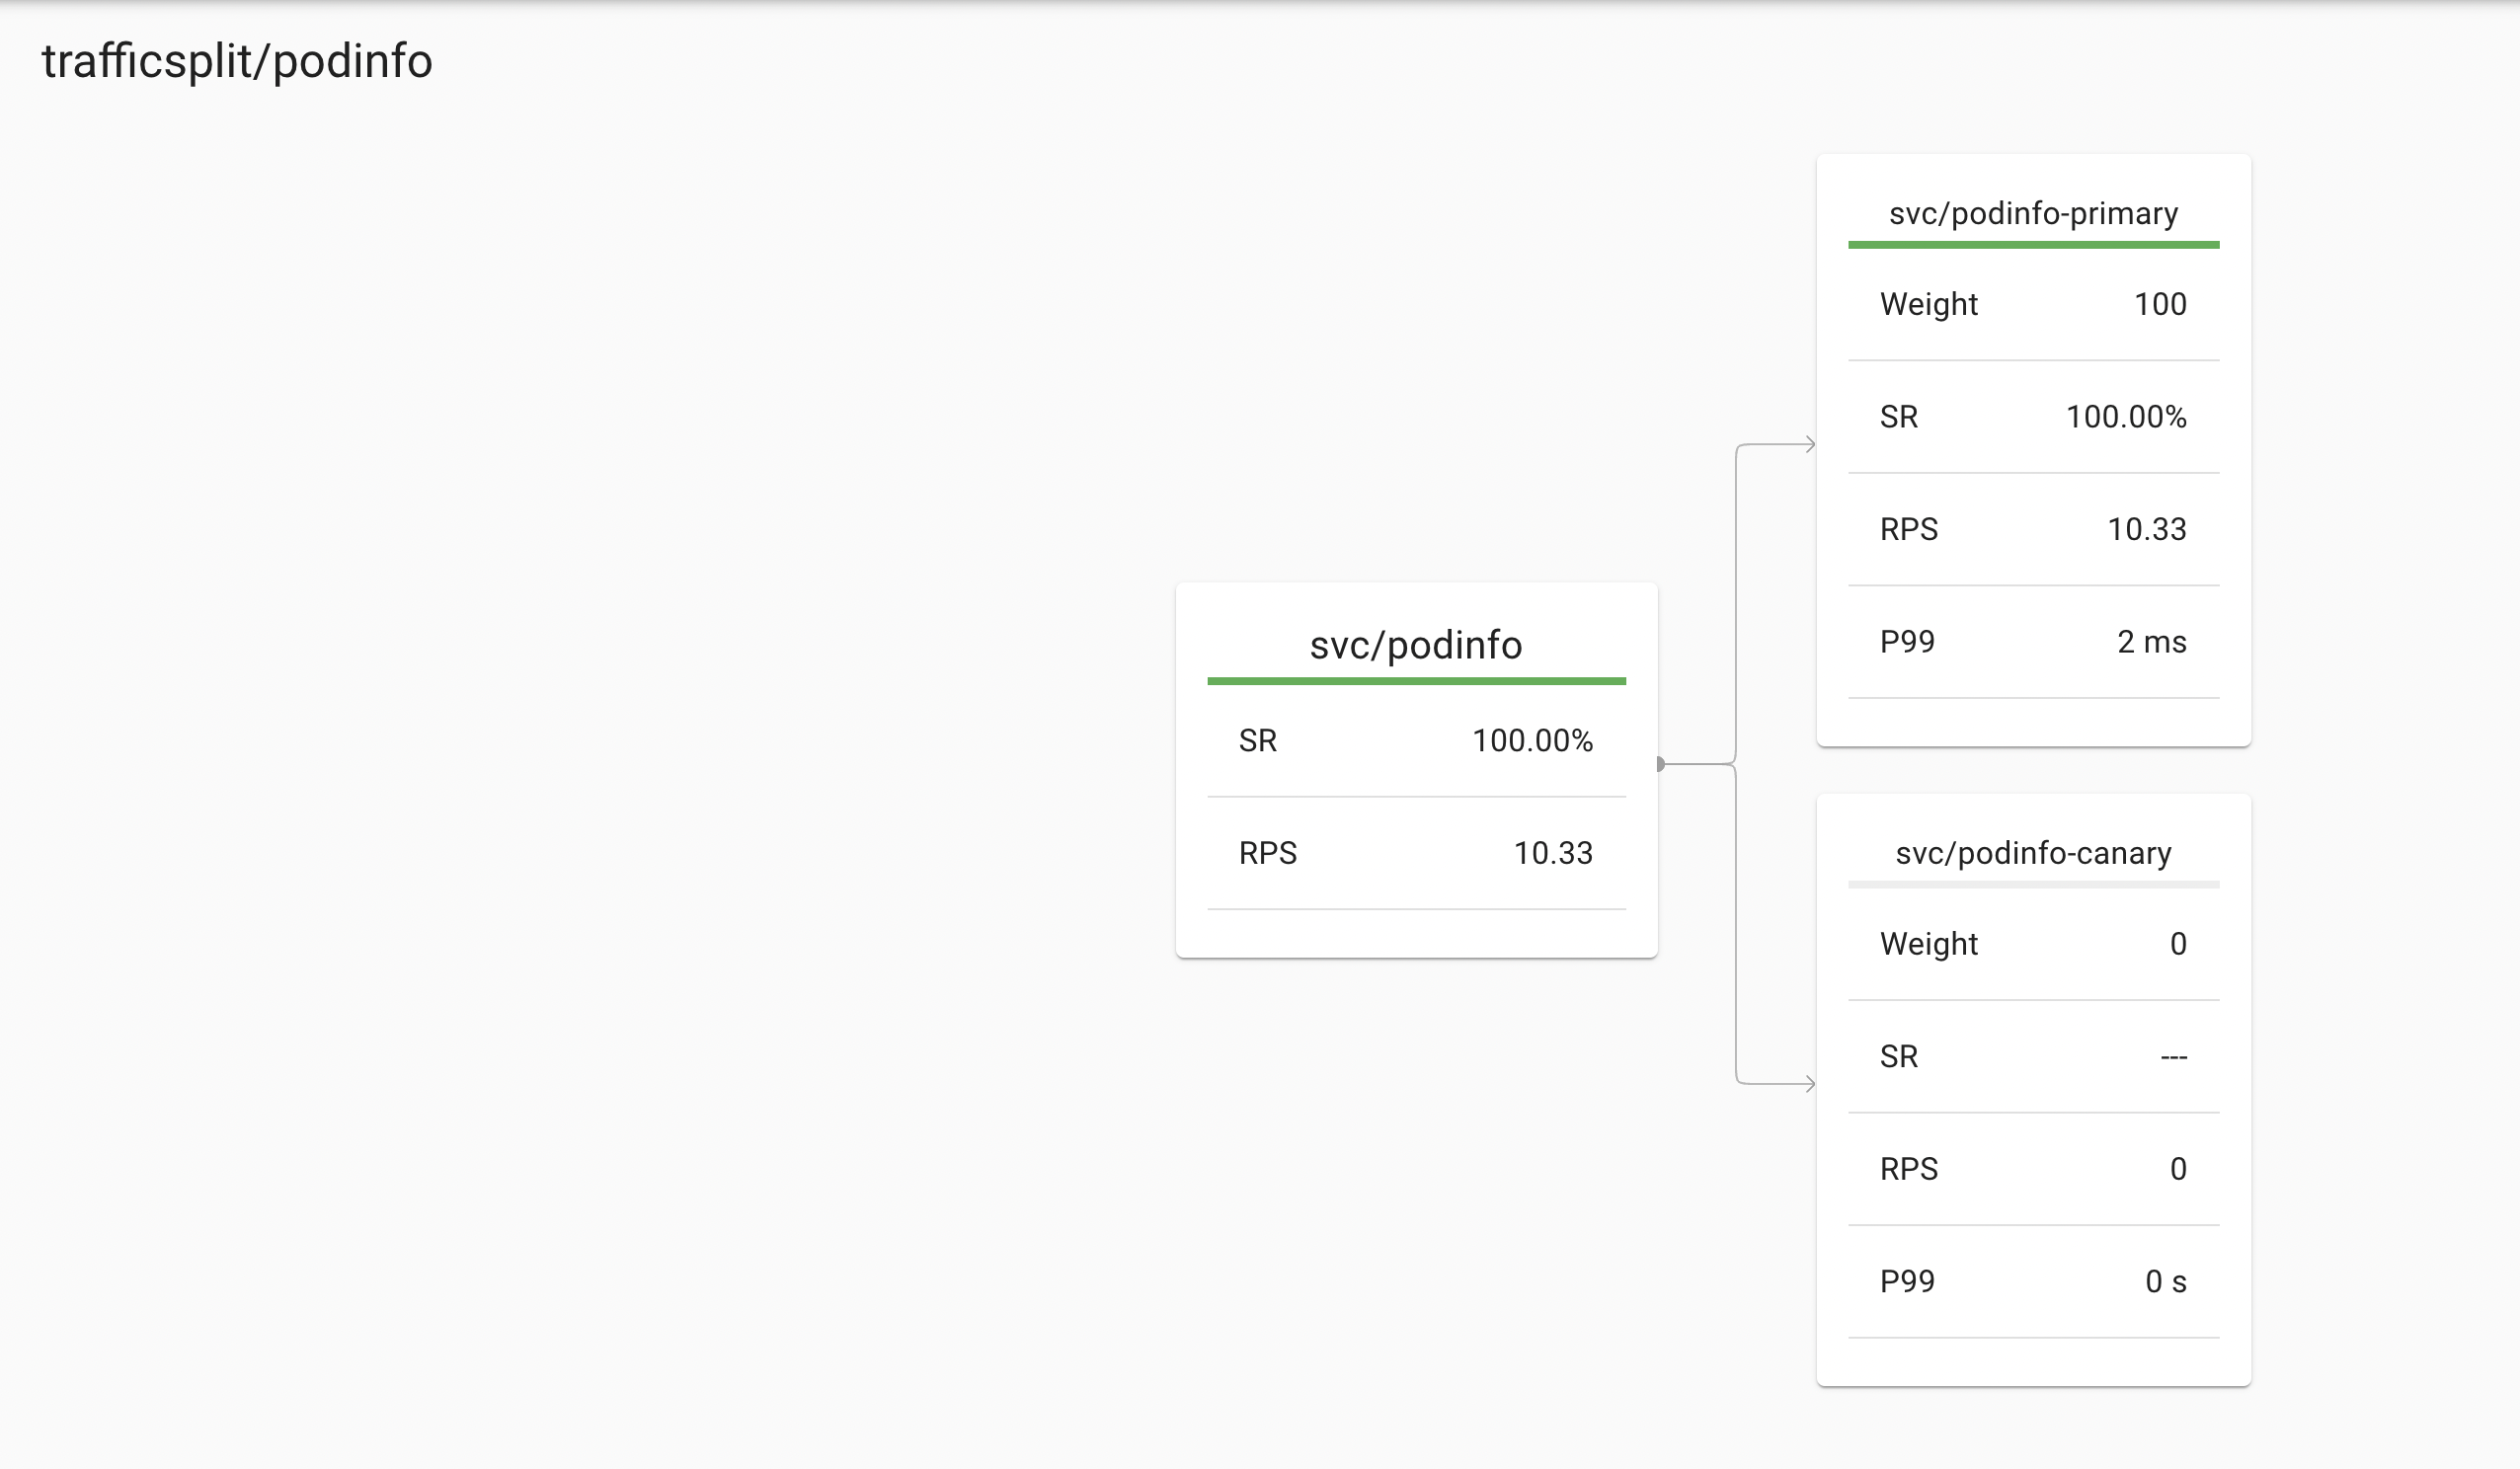 trafficsplit/podinfo
svc/podinfo
SR 100.00%
RPS 10.33
svc/podinfo-primary
Weight 100
SR 100.00%
RPS 10.33
P99 2 ms
svc/podinfo-canary
Weight 0
SR ---
RPS 0
P99 0 s